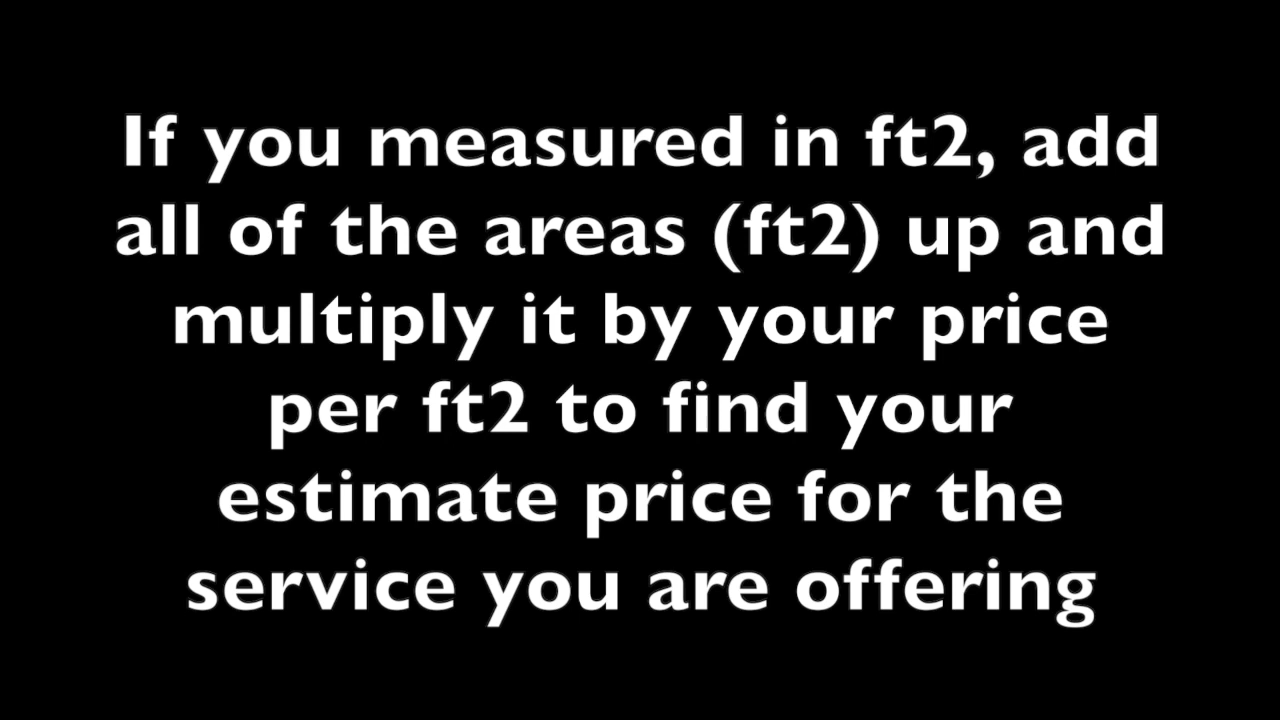 If you measured in ft2, add
all of the areas (ft2) up and
multiply it by your price
per ft2 to find your
estimate price for the
service you are offering